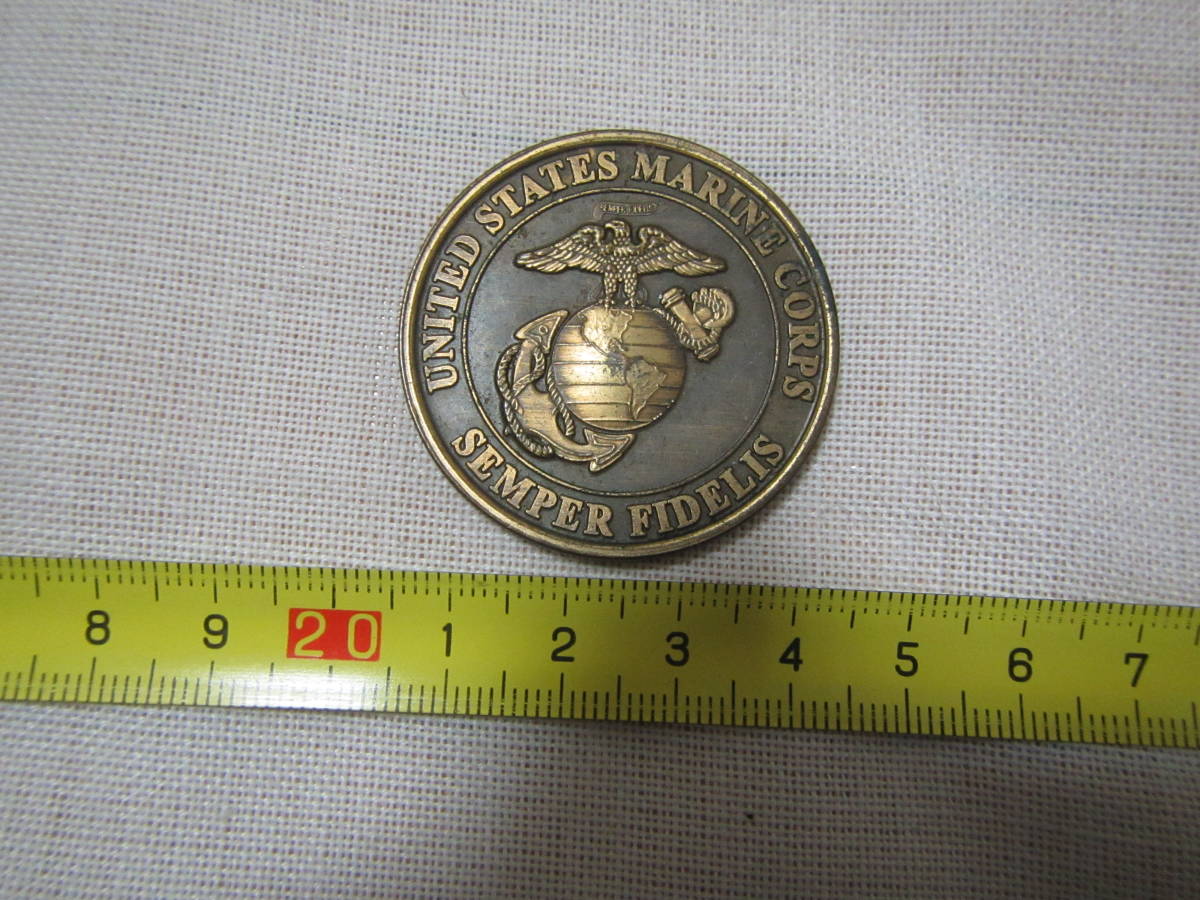 UNITED STATES MARINE CORPS
SEMPER FIDELIS
8 9 20 1 2 3 4 5 6 7